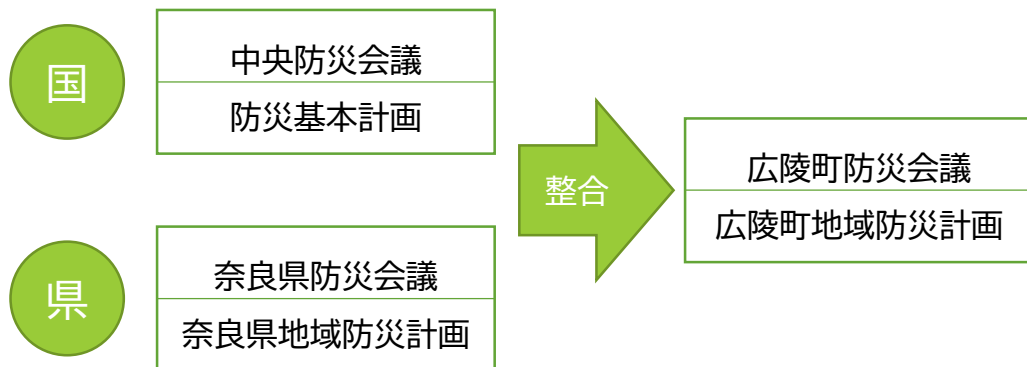 国
中央防災会議
防災基本計画
県
奈良県防災会議
奈良県地域防災計画
整合
広陵町防災会議
広陵町地域防災計画